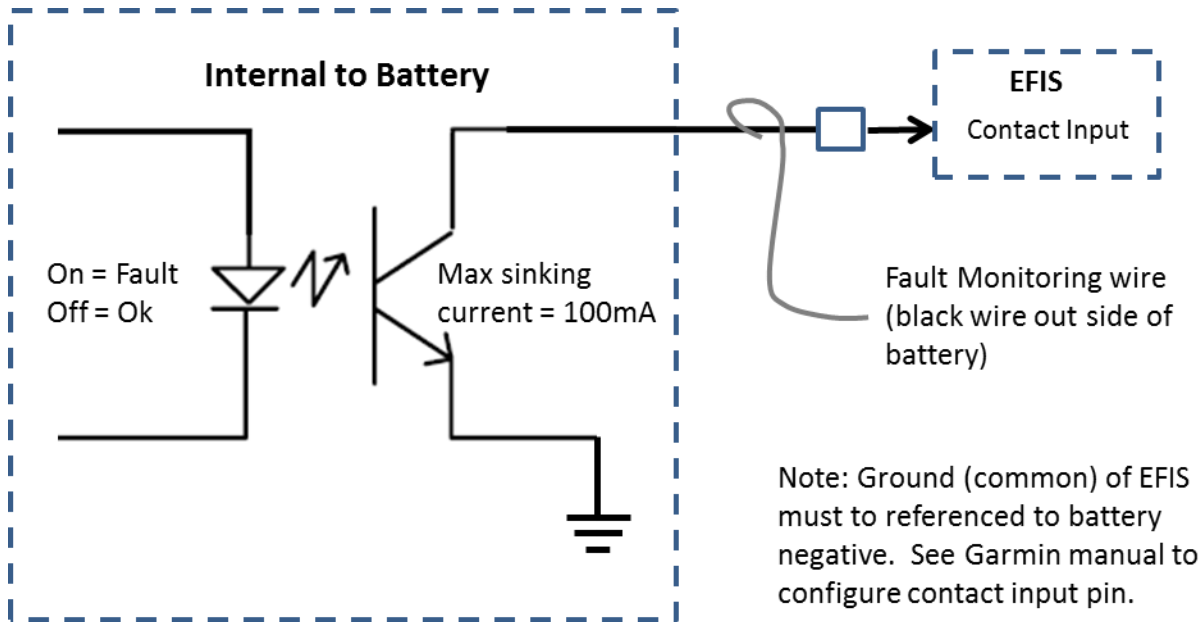 Internal to Battery
EFIS
Contact Input
On = Fault
Off = Ok
Max sinking
current = 100mA
Fault Monitoring wire
(black wire out side of
battery)
Note: Ground (common) of EFIS
must to referenced to battery
negative.  See Garmin manual to
configure contact input pin.